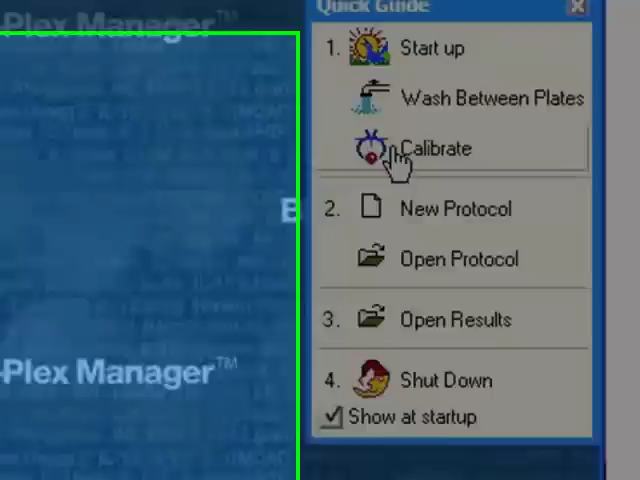 -Plex Manager™
Quick Guide
1. Start up
Wash Between Plates
Calibrate
2. New Protocol
B
Open Protocol
3. Open Results
-Plex Manager™
4. Shut Down
Show at startup